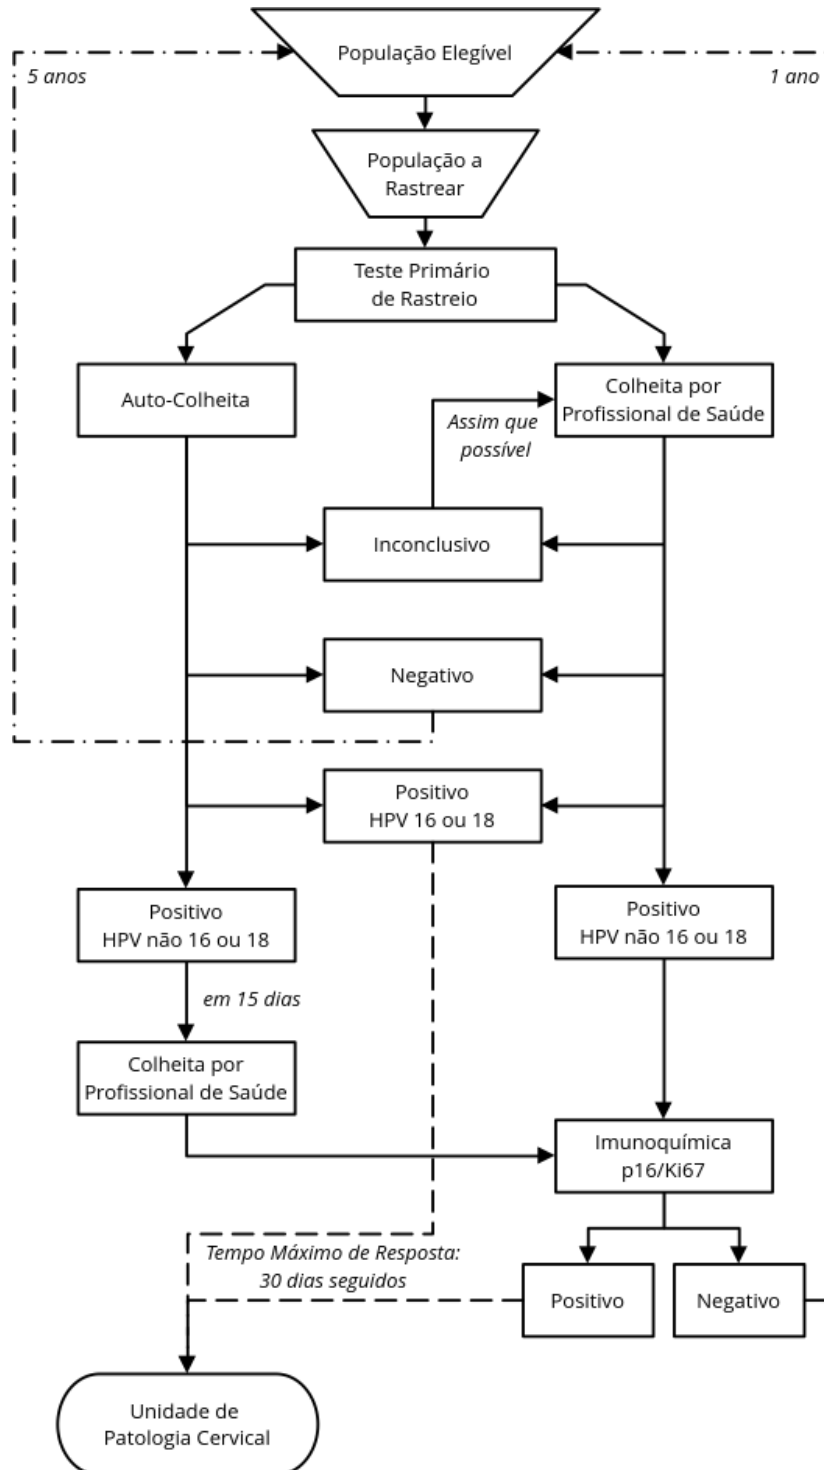 População Elegível
5 anos
1 ano
População a
Rastrear
Teste Primário
de Rastreio
Auto-Colheita
Colheita por
Profissional de Saúde
Assim que
possível
Inconclusivo
Negativo
Positivo
HPV 16 ou 18
Positivo
HPV não 16 ou 18
Positivo
HPV não 16 ou 18
em 15 dias
Colheita por
Profissional de Saúde
Imunoquímica
p16/Ki67
Tempo Máximo de Resposta:
30 dias seguidos
Positivo
Negativo
Unidade de
Patologia Cervical